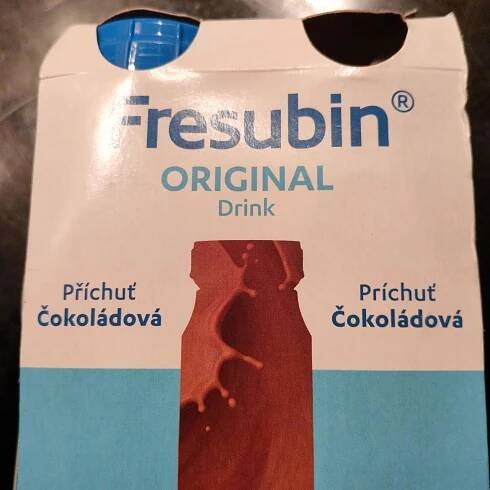 Fresubin®
ORIGINAL
Drink
Příchuť
Čokoládová
Príchuť
Čokoládová